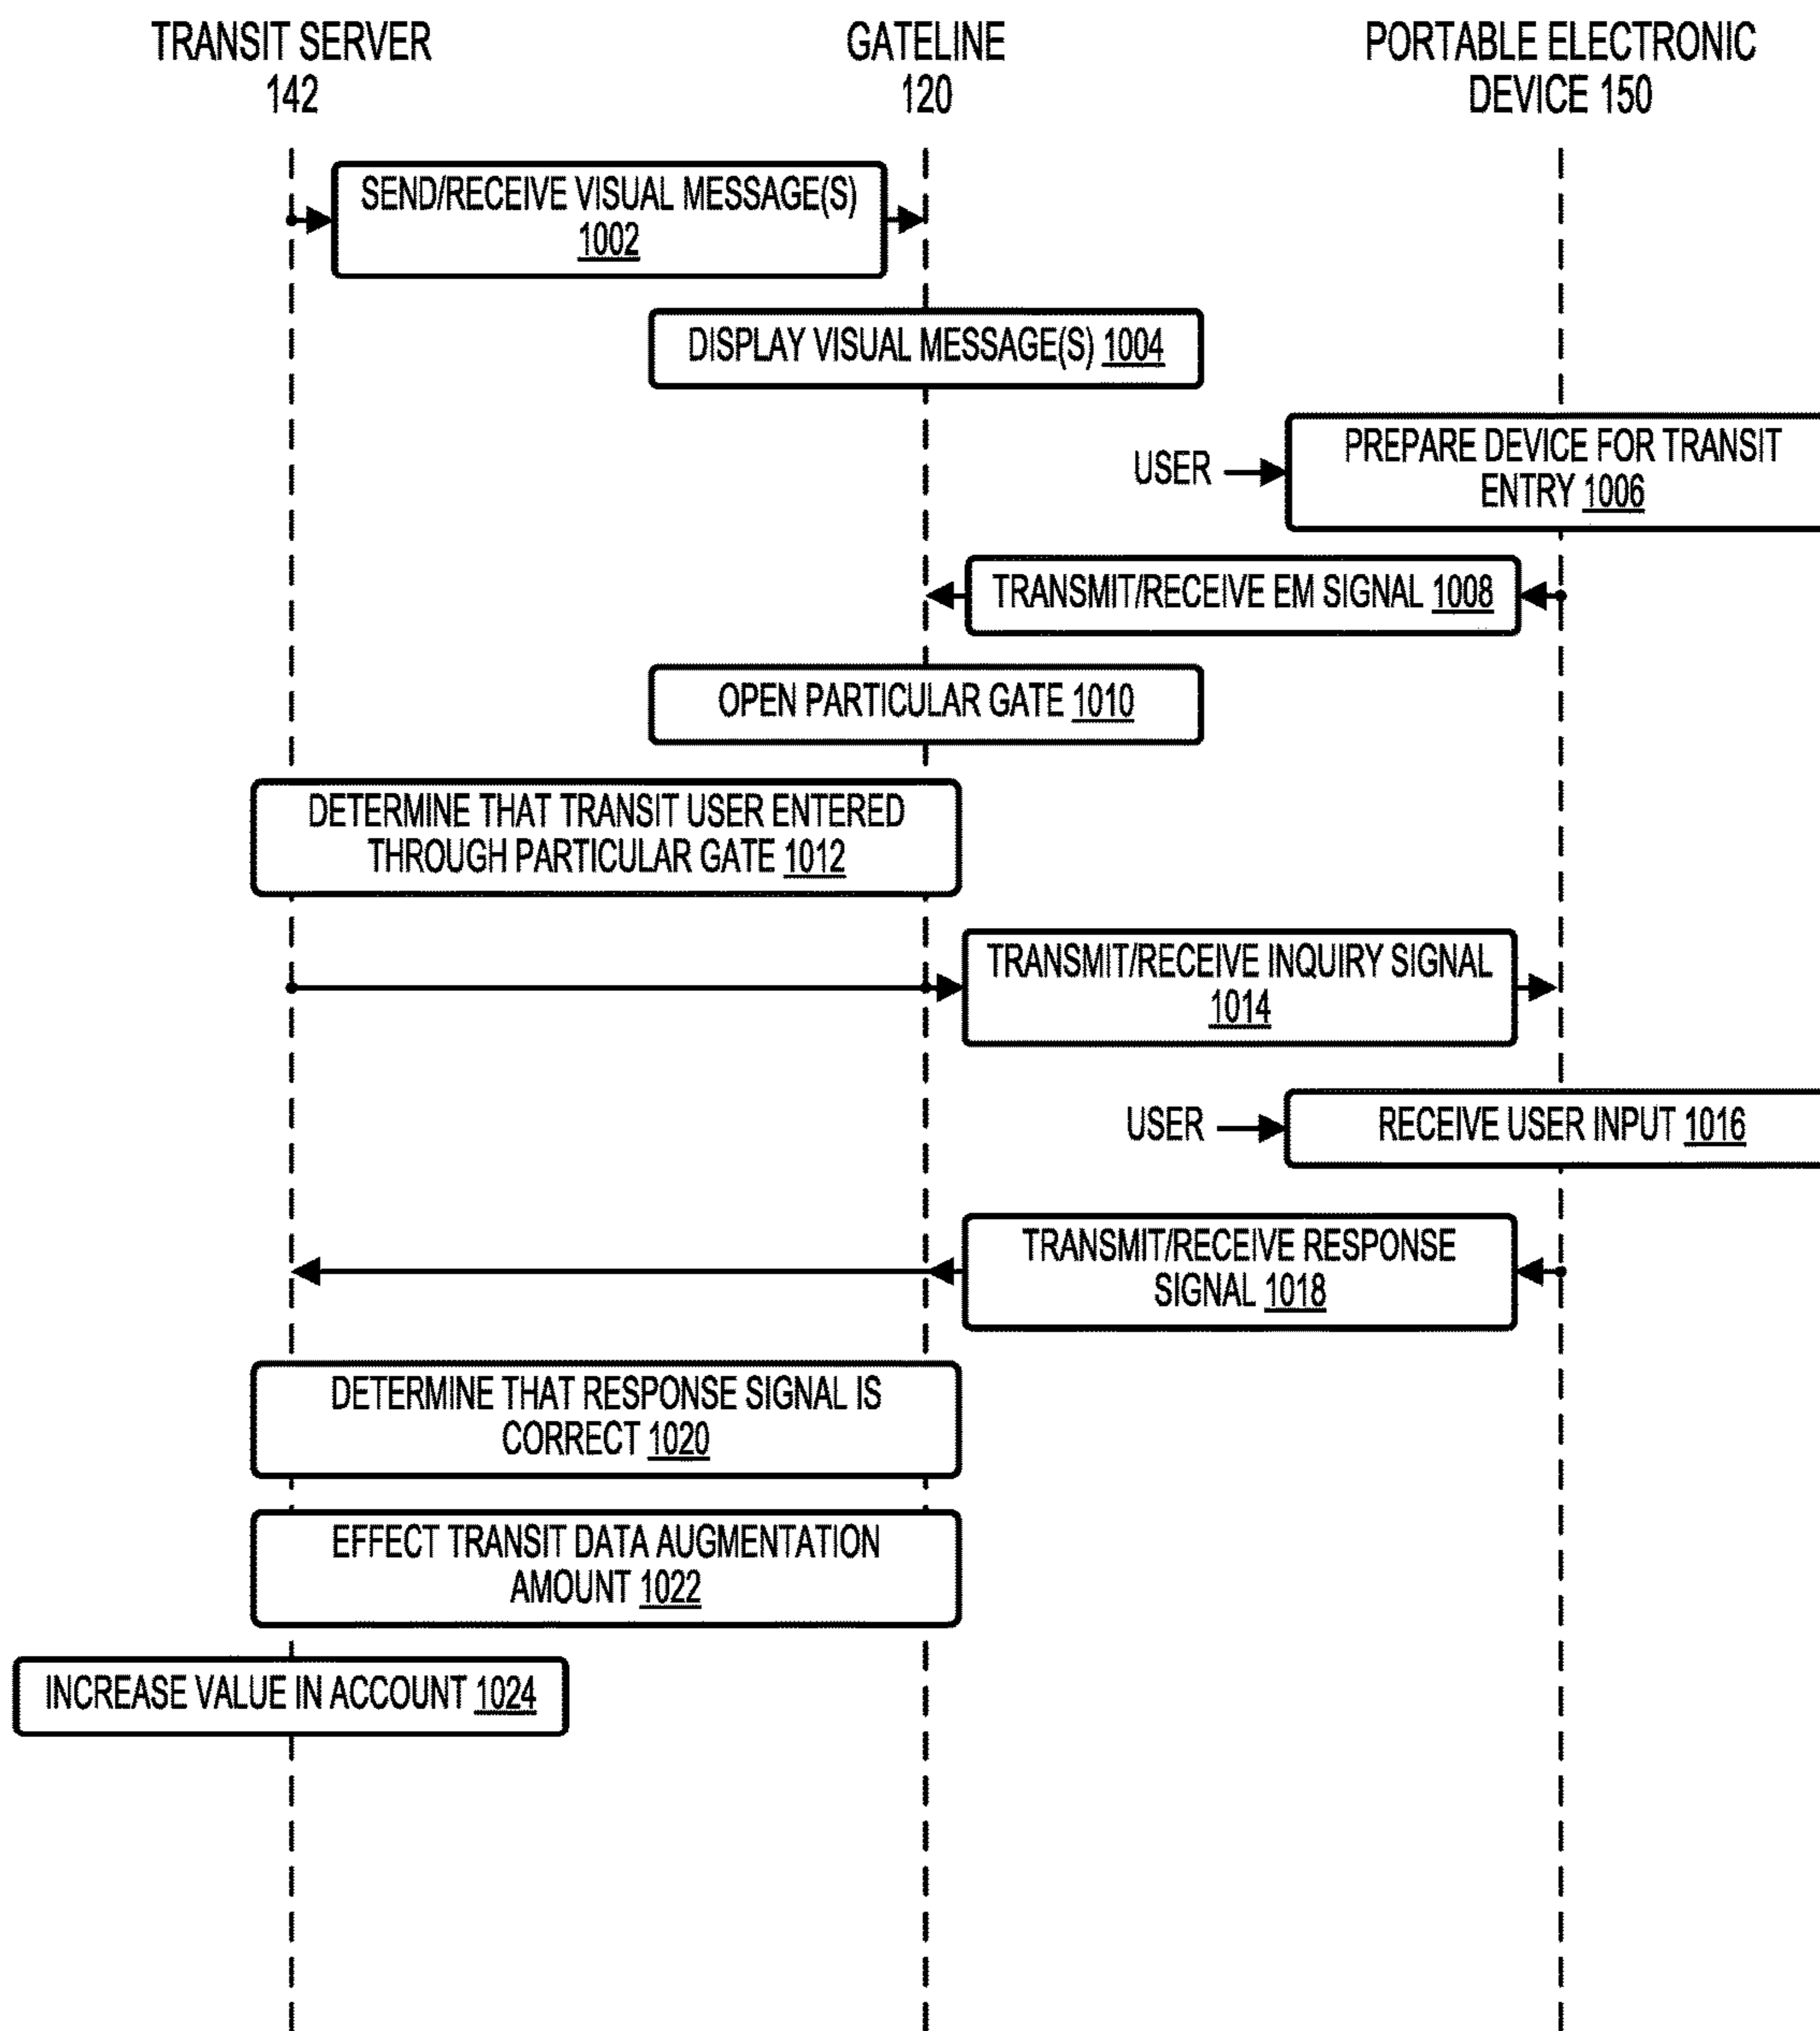 TRANSIT SERVER
142
GATELINE
120
PORTABLE ELECTRONIC
DEVICE 150
SEND/RECEIVE VISUAL MESSAGE(S)
1002
DISPLAY VISUAL MESSAGE(S) 1004
USER
PREPARE DEVICE FOR TRANSIT
ENTRY 1006
TRANSMIT/RECEIVE EM SIGNAL 1008
OPEN PARTICULAR GATE 1010
DETERMINE THAT TRANSIT USER ENTERED
THROUGH PARTICULAR GATE 1012
TRANSMIT/RECEIVE INQUIRY SIGNAL
1014
USER
RECEIVE USER INPUT 1016
TRANSMIT/RECEIVE RESPONSE
SIGNAL 1018
DETERMINE THAT RESPONSE SIGNAL IS
CORRECT 1020
EFFECT TRANSIT DATA AUGMENTATION
AMOUNT 1022
INCREASE VALUE IN ACCOUNT 1024